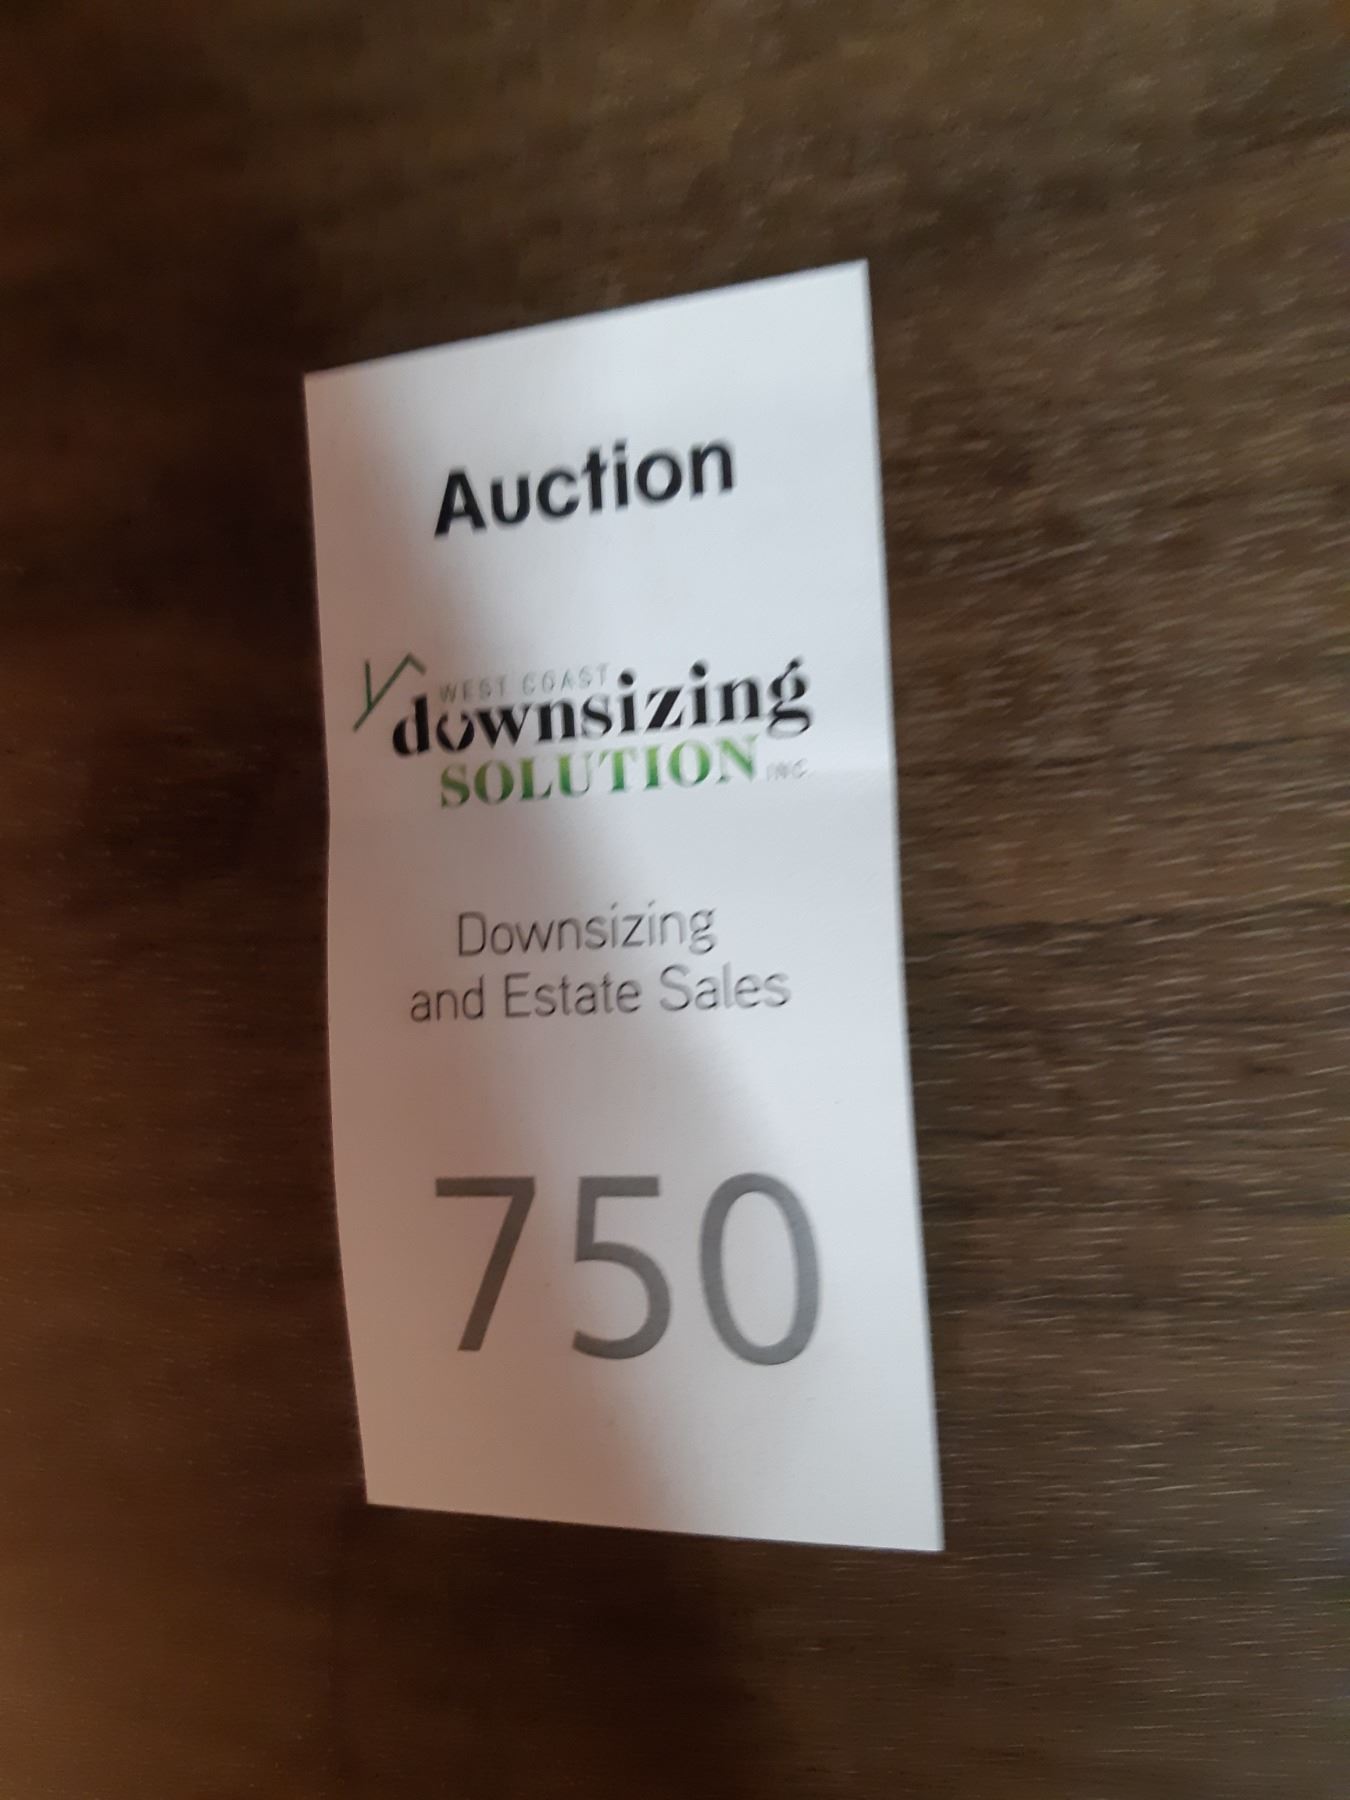 Auction
WEST COAST
downsizing
SOLUTION INC.
Downsizing
and Estate Sales
750